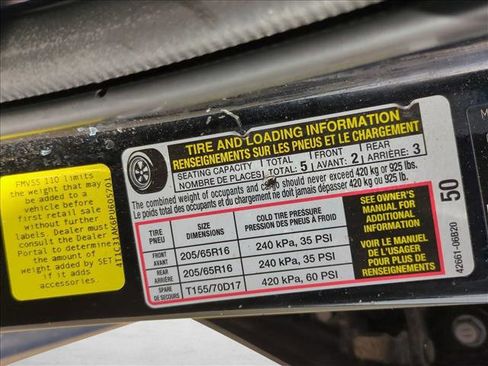 FMVSS 110 limits
the weight that may
be added to a
vehicle before
first retail sale
without further
labels. Dealer must
consult the Dealer
Portal to determine
the amount of
weight added by SET
if it adds
accessories.
TIRE AND LOADING INFORMATION
RENSEIGNEMENTS SUR LES PNEUS ET LE CHARGEMENT
SEATING CAPACITY TOTAL 5 FRONT 2 REAR 3
NOMBRE DE PLACES TOTAL AVANT: ARRIÈRE:
The combined weight of occupants and cargo should never exceed 420 kg or 925 lbs.
Le poids total des occupants et du chargement ne doit jamais dépasser 420 kg ou 925 lb.
TIRE PNEU SIZE DIMENSIONS COLD TIRE PRESSURE PRESSION DES PNEUS À FROID
FRONT AVANT 205/65R16 240 kPa, 35 PSI
REAR ARRIÈRE 205/65R16 240 kPa, 35 PSI
SPARE DE SECOURS T155/70D17 420 kPa, 60 PSI
SEE OWNER'S
MANUAL FOR
ADDITIONAL
INFORMATION
VOIR LE MANUEL
DE L'USAGER
POUR PLUS DE
RENSEIGNEMENTS
50
42661-06B20